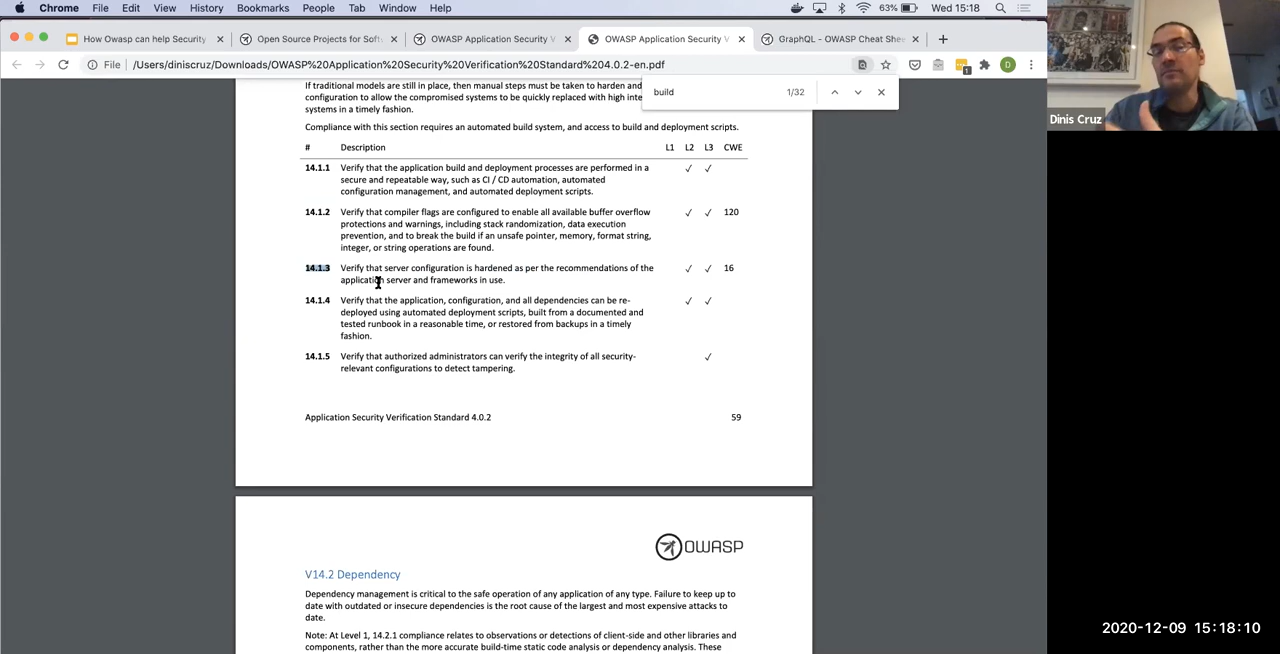 Chrome File Edit View History Bookmarks People Tab Window Help 63% Wed 15:18
How Owasp can help Security Open Source Projects for Sof OWASP Application Security V OWASP Application Security V GraphQL - OWASP Cheat She
File /Users/diniscruz/Downloads/OWASP%20Application%20Security%20Verification%20Standard%204.0.2-en.pdf 1 D
build 1/32
If traditional models are still in place, then manual steps must be taken to harden and
configuration to allow the compromised systems to be quickly replaced with high inte
systems in a timely fashion.
Compliance with this section requires an automated build system, and access to build and deployment scripts.
# Description L1 L2 L3 CWE
14.1.1 Verify that the application build and deployment processes are performed in a ✓ ✓
secure and repeatable way, such as CI / CD automation, automated
configuration management, and automated deployment scripts.
14.1.2 Verify that compiler flags are configured to enable all available buffer overflow ✓ ✓ 120
protections and warnings, including stack randomization, data execution
prevention, and to break the build if an unsafe pointer, memory, format string,
integer, or string operations are found.
14.1.3 Verify that server configuration is hardened as per the recommendations of the ✓ ✓ 16
application server and frameworks in use.
14.1.4 Verify that the application, configuration, and all dependencies can be re- ✓ ✓
deployed using automated deployment scripts, built from a documented and
tested runbook in a reasonable time, or restored from backups in a timely
fashion.
14.1.5 Verify that authorized administrators can verify the integrity of all security- ✓
relevant configurations to detect tampering.
Application Security Verification Standard 4.0.2 59
OWASP
V14.2 Dependency
Dependency management is critical to the safe operation of any application of any type. Failure to keep up to
date with outdated or insecure dependencies is the root cause of the largest and most expensive attacks to
date.
Note: At Level 1, 14.2.1 compliance relates to observations or detections of client-side and other libraries and
components, rather than the more accurate build-time static code analysis or dependency analysis. These
Dinis Cruz
2020-12-09 15:18:10